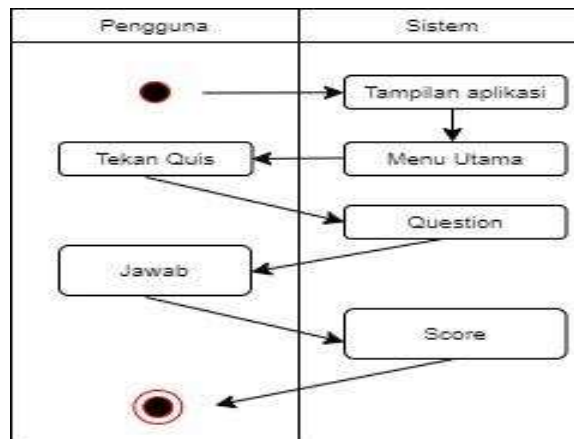 Pengguna
Sistem
Tampilan aplikasi
Tekan Quis
Menu Utama
Question
Jawab
Score